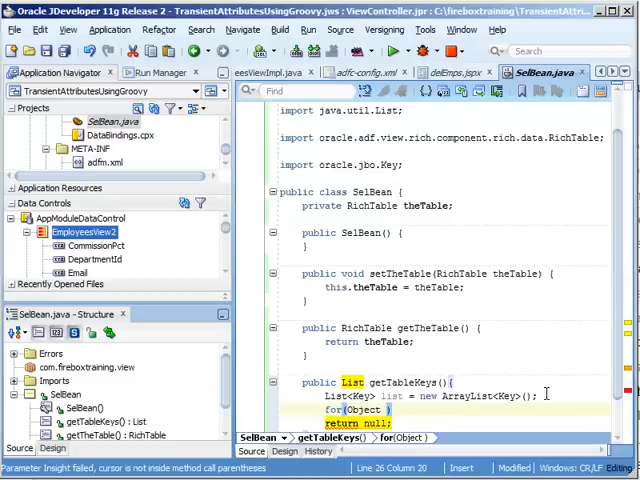 Oracle JDeveloper 11g Release 2 - TransientAttributesUsingGroovy.jws : ViewController.jpr : C:\fireboxtraining\TransientAttri...
File Edit View Application Refactor Search Navigate Build Run Source Versioning Tools Window
Application Navigator Run Manager
TransientAttributesUsingGroovy
Projects
SelBean.java
DataBindings.cpx
META-INF
adfm.xml
Application Resources
Data Controls
AppModuleDataControl
EmployeesView2
CommissionPct
DepartmentId
Email
Recently Opened Files
SelBean.java - Structure
Errors
com.fireboxtraining.view
Imports
SelBean
SelBean()
getTableKeys() : List
getTheTable() : RichTable
Source Design
eesViewImpl.java adfc-config.xml delEmps.jspx SelBean.java
Find
import java.util.List;
import oracle.adf.view.rich.component.rich.data.RichTable;
import oracle.jbo.Key;
public class SelBean {
private RichTable theTable;
public SelBean() {
}
public void setTheTable(RichTable theTable) {
this.theTable = theTable;
}
public RichTable getTheTable() {
return theTable;
}
public List getTableKeys(){
List<Key> list = new ArrayList<Key>();
for(Object )
return null;
SelBean getTableKeys() for(Object )
Source Design History
Parameter Insight failed, cursor is not inside method call parentheses
Line 26 Column 20 Insert Modified Windows: CR/LF Editing